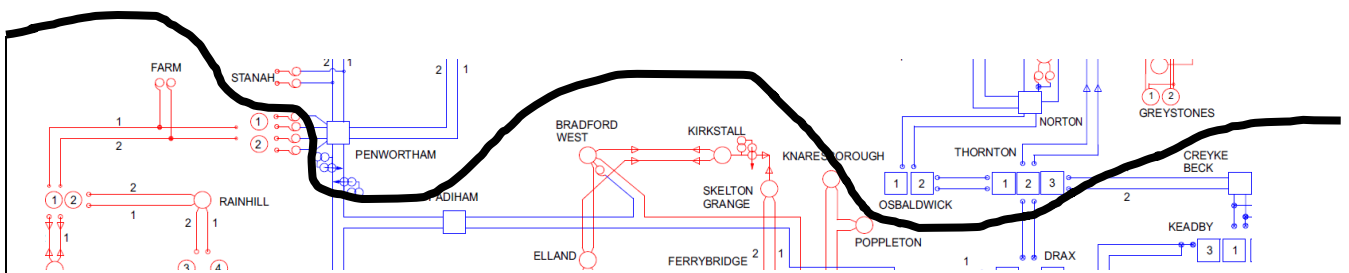 FARM
STANAH
2 1
2 1
1
2
1
2
PENWORTHAM
BRADFORD
WEST
KIRKSTALL
KNARESBOROUGH
NORTON
1 2
GREYSTONES
THORNTON
CREYKE
BECK
1 2
RAINHILL
2
1
2 1
1
3 4
PADIHAM
SKELTON
GRANGE
1 2
OSBALDWICK
1 2 3
2
POPPLETON
ELLAND
FERRYBRIDGE
2 1
1
DRAX
1 2
KEADBY
3 1